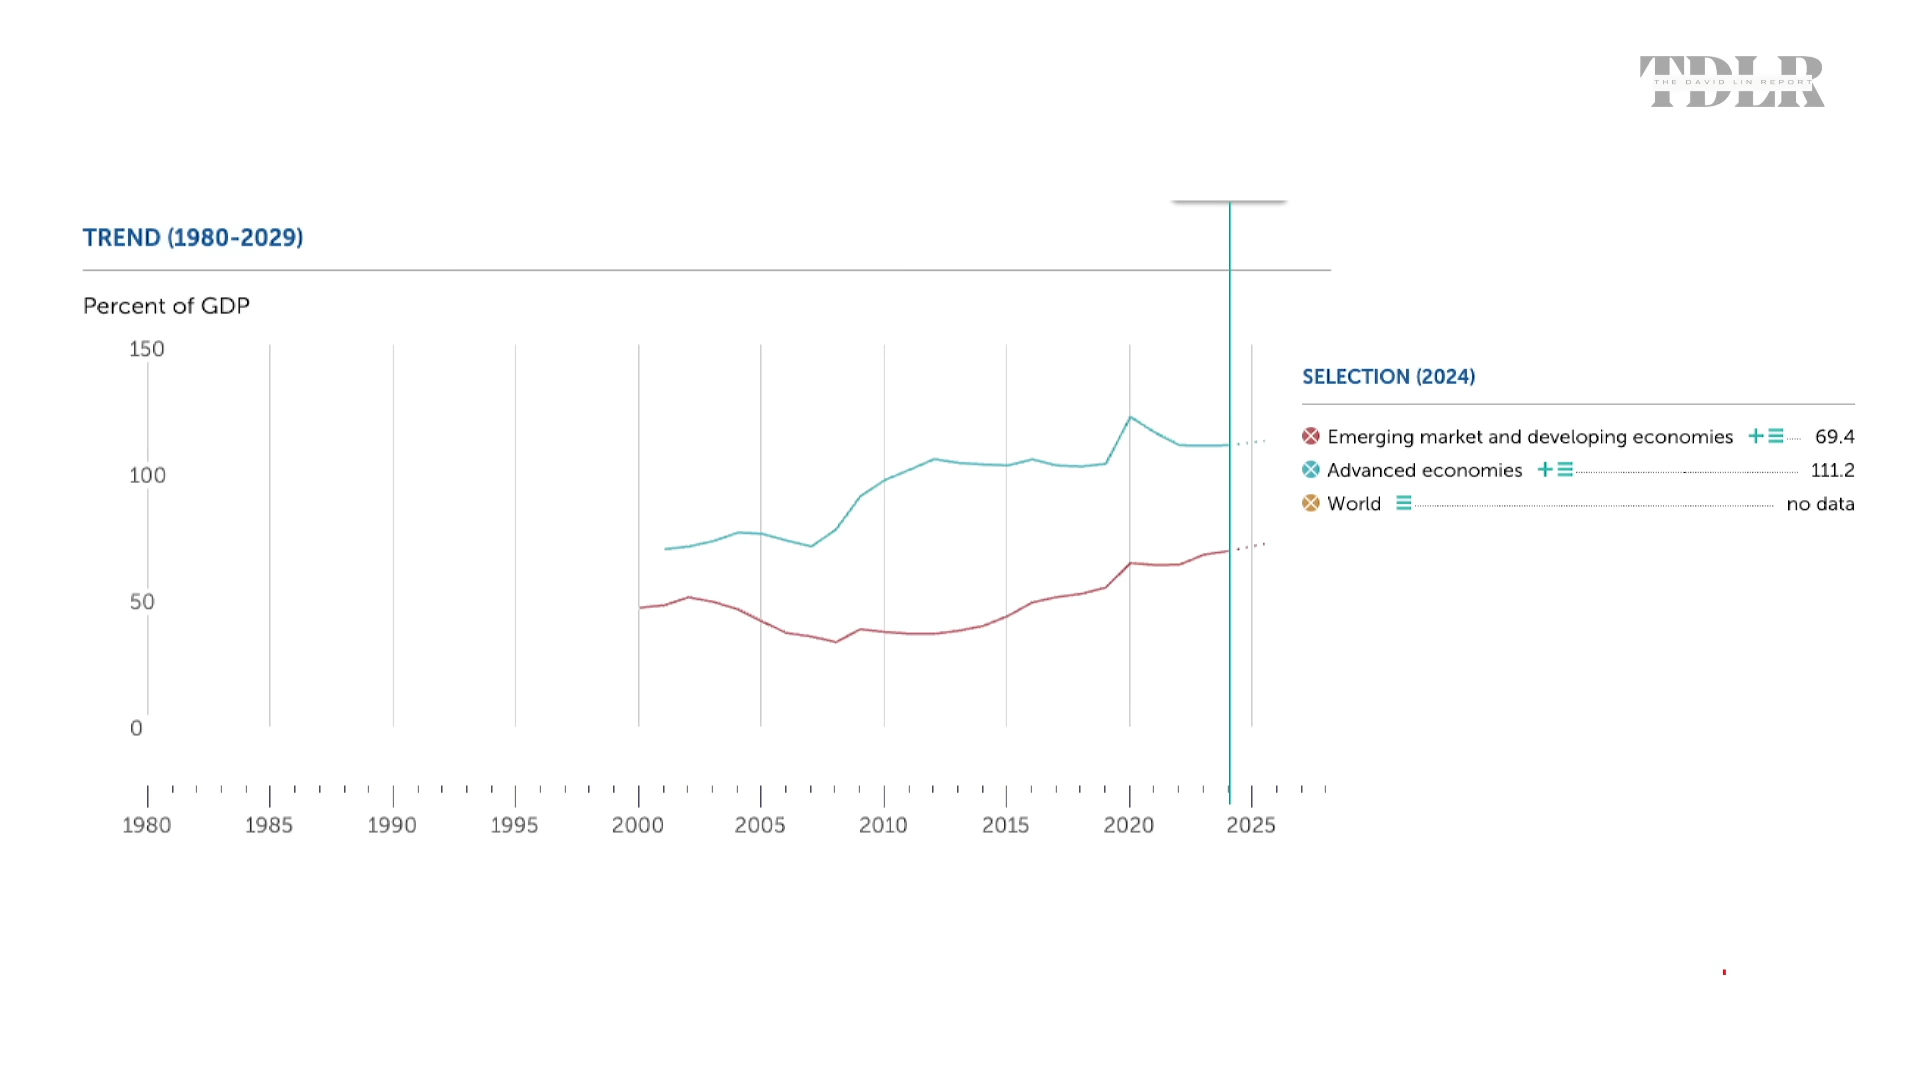 TDLR
THE DAVID LIN REPORT
TREND (1980-2029)
Percent of GDP
150
100
50
0
1980 1985 1990 1995 2000 2005 2010 2015 2020 2025
SELECTION (2024)
Emerging market and developing economies 69.4
Advanced economies 111.2
World no data